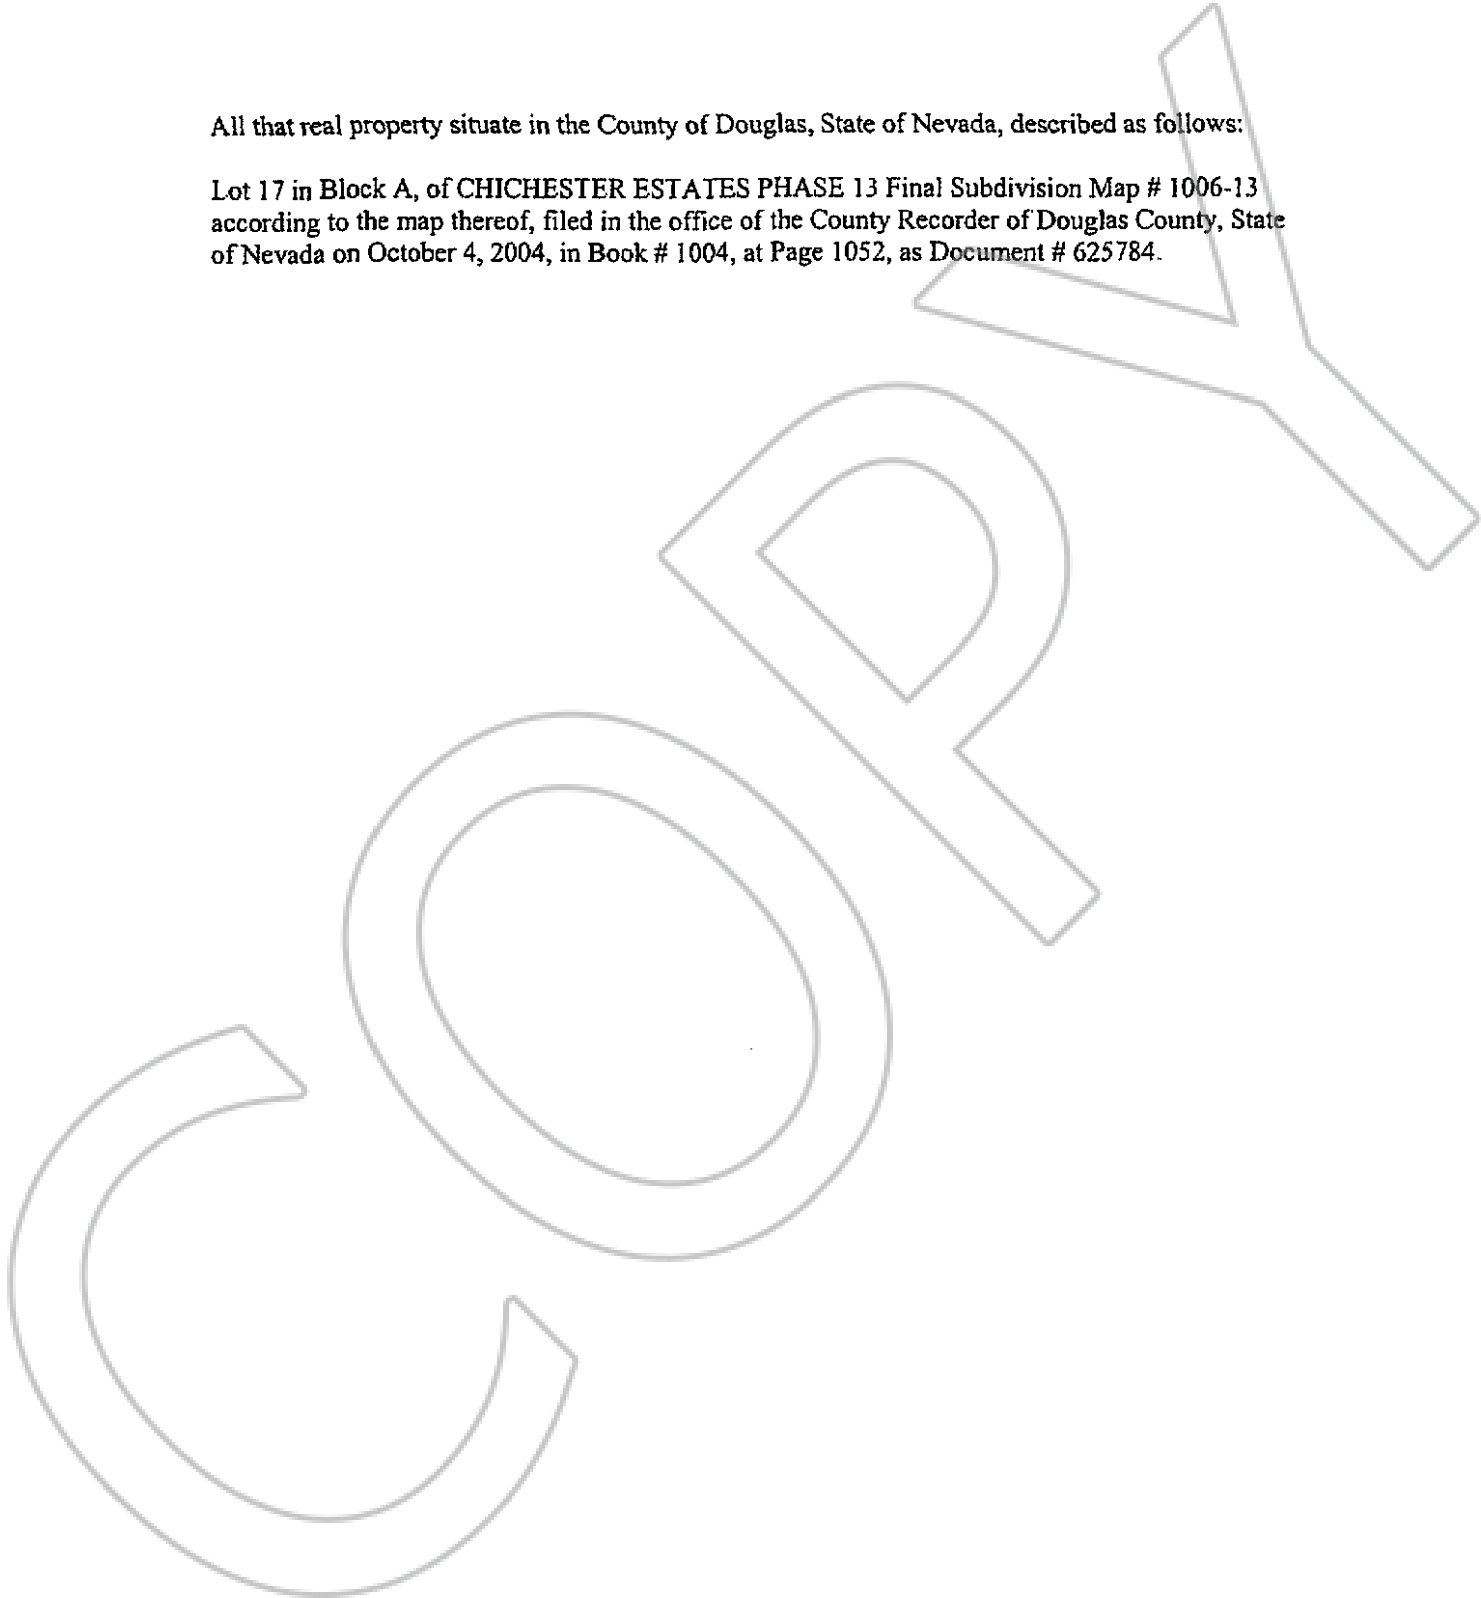 All that real property situate in the County of Douglas, State of Nevada, described as follows:
Lot 17 in Block A, of CHICHESTER ESTATES PHASE 13 Final Subdivision Map # 1006-13
according to the map thereof, filed in the office of the County Recorder of Douglas County, State
of Nevada on October 4, 2004, in Book # 1004, at Page 1052, as Document # 625784.
COPY